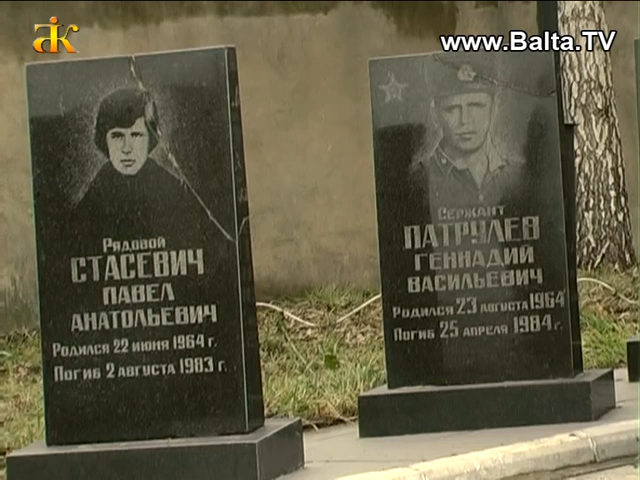 www.Balta.TV
Рядовой
СТАСЕВИЧ
ПАВЕЛ
АНАТОЛЬЕВИЧ
Родился 22 июня 1964 г.
Погиб 2 августа 1983 г.
Сержант
ПАТРУЛЕВ
ГЕННАДИЙ
ВАСИЛЬЕВИЧ
Родился 23 августа 1964
Погиб 25 апреля 1984 г.